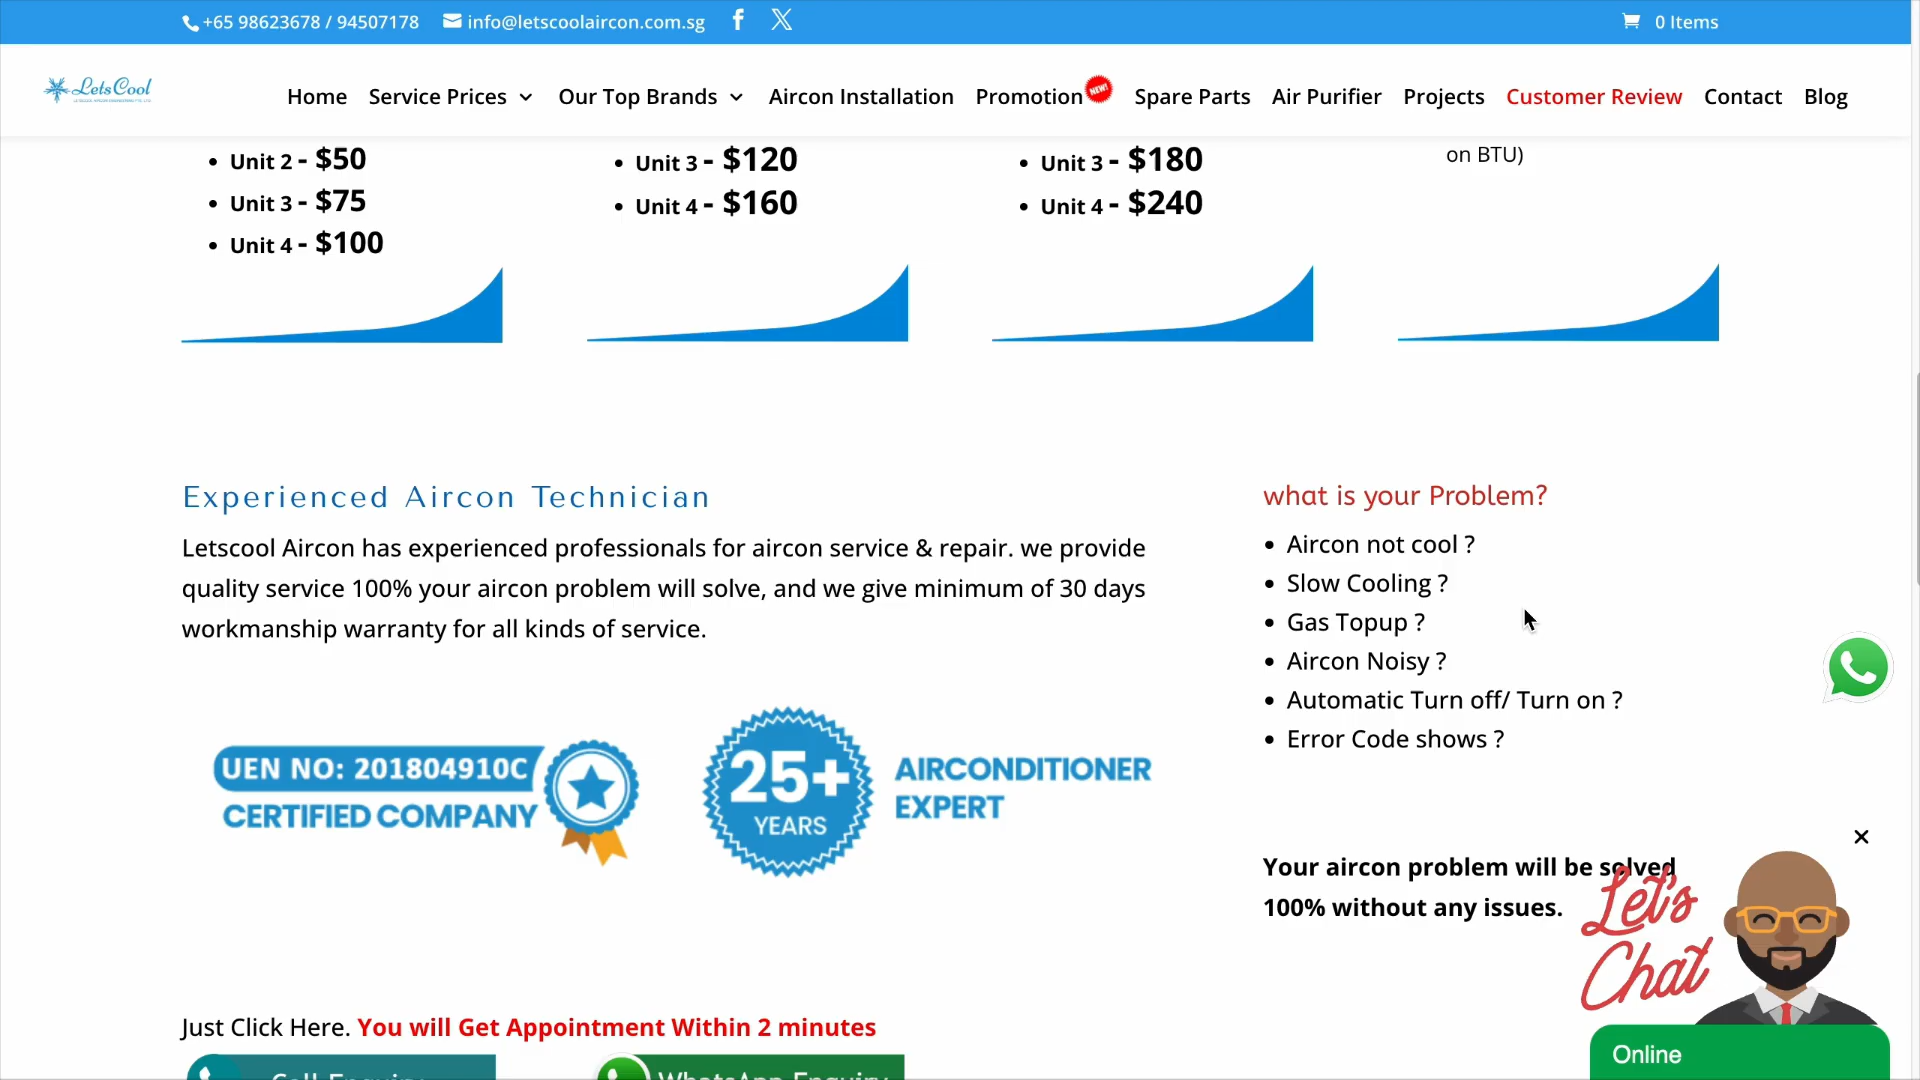 +65 98623678 / 94507178 info@letscoolaircon.com.sg 0 Items
LetsCool
Home Service Prices Our Top Brands Aircon Installation Promotion NEW! Spare Parts Air Purifier Projects Customer Review Contact Blog
Unit 2 - $50
Unit 3 - $75
Unit 4 - $100
Unit 3 - $120
Unit 4 - $160
Unit 3 - $180
Unit 4 - $240
on BTU)
Experienced Aircon Technician
Letscool Aircon has experienced professionals for aircon service & repair. we provide
quality service 100% your aircon problem will solve, and we give minimum of 30 days
workmanship warranty for all kinds of service.
UEN NO: 201804910C
CERTIFIED COMPANY
25+
YEARS
AIRCONDITIONER
EXPERT
what is your Problem?
Aircon not cool ?
Slow Cooling ?
Gas Topup ?
Aircon Noisy ?
Automatic Turn off/ Turn on ?
Error Code shows ?
Your aircon problem will be solved
100% without any issues.
Let's
Chat
Online
Just Click Here. You will Get Appointment Within 2 minutes
Call Enquiry
WhatsApp Enquiry